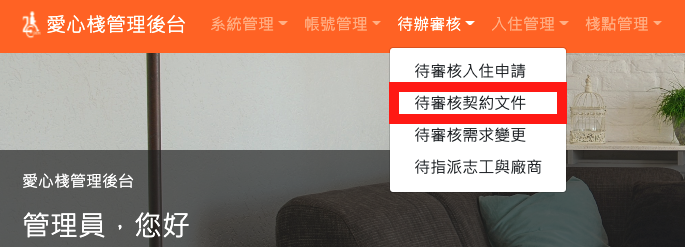 愛心棧管理後台 系統管理 帳號管理 待辦審核 入住管理 棧點管理
待審核入住申請
待審核契約文件
待審核需求變更
待指派志工與廠商
愛心棧管理後台
管理員，您好